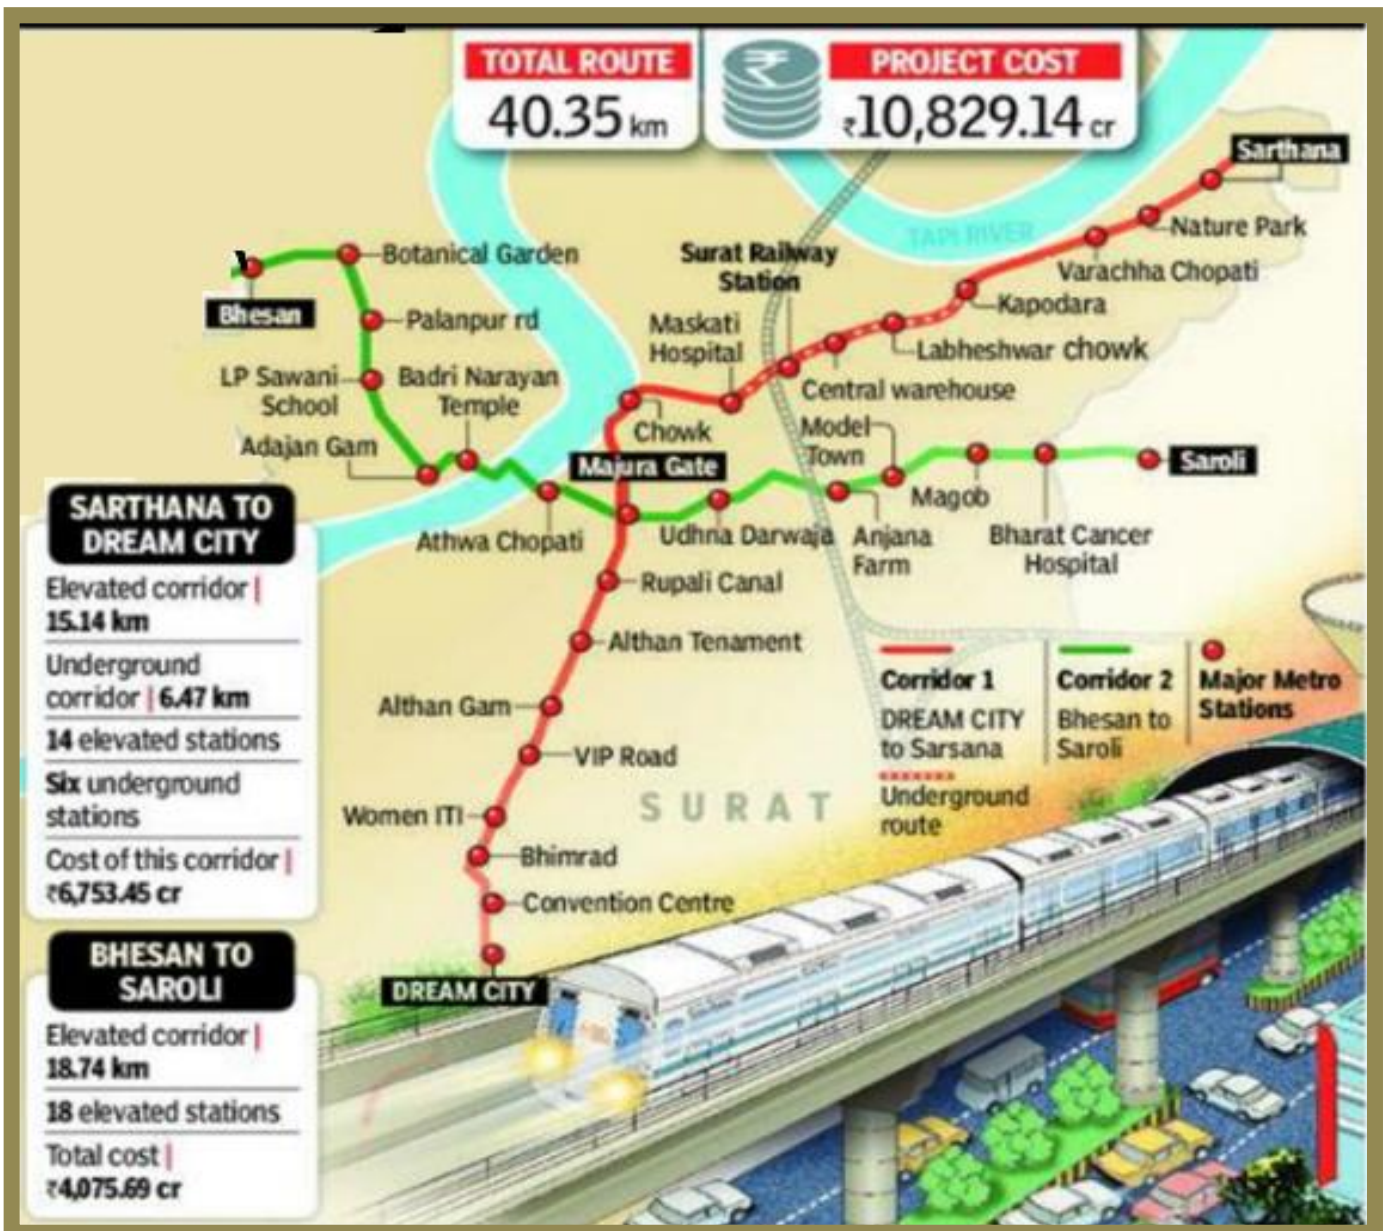 TOTAL ROUTE
40.35 km
PROJECT COST
₹10,829.14 cr
Sarthana
Nature Park
TAPI RIVER
Varachha Chopati
Surat Railway
Station
Kapodara
Botanical Garden
Bhesan
Palanpur rd
Maskati
Hospital
Labheshwar chowk
LP Sawani
School
Badri Narayan
Temple
Central warehouse
Chowk
Model
Town
Adajan Gam
Majura Gate
Saroli
Magob
Athwa Chopati
Udhna Darwaja
Anjana
Farm
Bharat Cancer
Hospital
Rupali Canal
Althan Tenament
Althan Gam
VIP Road
Women ITI
Bhimrad
Convention Centre
DREAM CITY
SURAT
Corridor 1
DREAM CITY
to Sarsana
Underground
route
Corridor 2
Bhesan to
Saroli
Major Metro
Stations
SARTHANA TO
DREAM CITY
Elevated corridor |
15.14 km
Underground
corridor | 6.47 km
14 elevated stations
Six underground
stations
Cost of this corridor |
₹6,753.45 cr
BHESAN TO
SAROLI
Elevated corridor |
18.74 km
18 elevated stations
Total cost |
₹4,075.69 cr